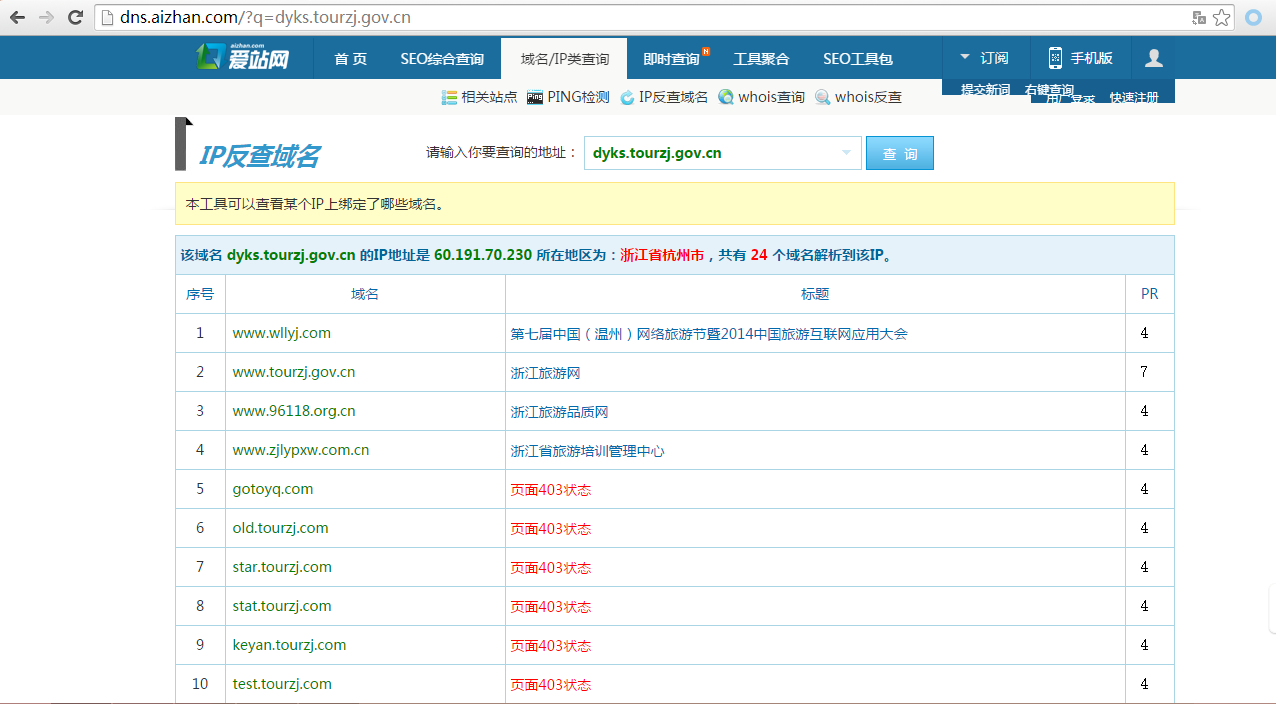 dns.aizhan.com/?q=dyks.tourzj.gov.cn
aizhan.com
爱站网
首 页 SEO综合查询 域名/IP类查询 即时查询 N 工具聚合 SEO工具包 订阅 手机版
提交新词 右键查询 用户登录 快速注册
相关站点 Ping PING检测 IP反查域名 whois查询 whois反查
IP反查域名 请输入你要查询的地址： dyks.tourzj.gov.cn 查 询
本工具可以查看某个IP上绑定了哪些域名。
该域名 dyks.tourzj.gov.cn 的IP地址是 60.191.70.230 所在地区为：浙江省杭州市，共有 24 个域名解析到该IP。
序号 域名 标题 PR
1 www.wllyj.com 第七届中国（温州）网络旅游节暨2014中国旅游互联网应用大会 4
2 www.tourzj.gov.cn 浙江旅游网 7
3 www.96118.org.cn 浙江旅游品质网 4
4 www.zjlypxw.com.cn 浙江省旅游培训管理中心 4
5 gotoyq.com 页面403状态 4
6 old.tourzj.com 页面403状态 4
7 star.tourzj.com 页面403状态 4
8 stat.tourzj.com 页面403状态 4
9 keyan.tourzj.com 页面403状态 4
10 test.tourzj.com 页面403状态 4